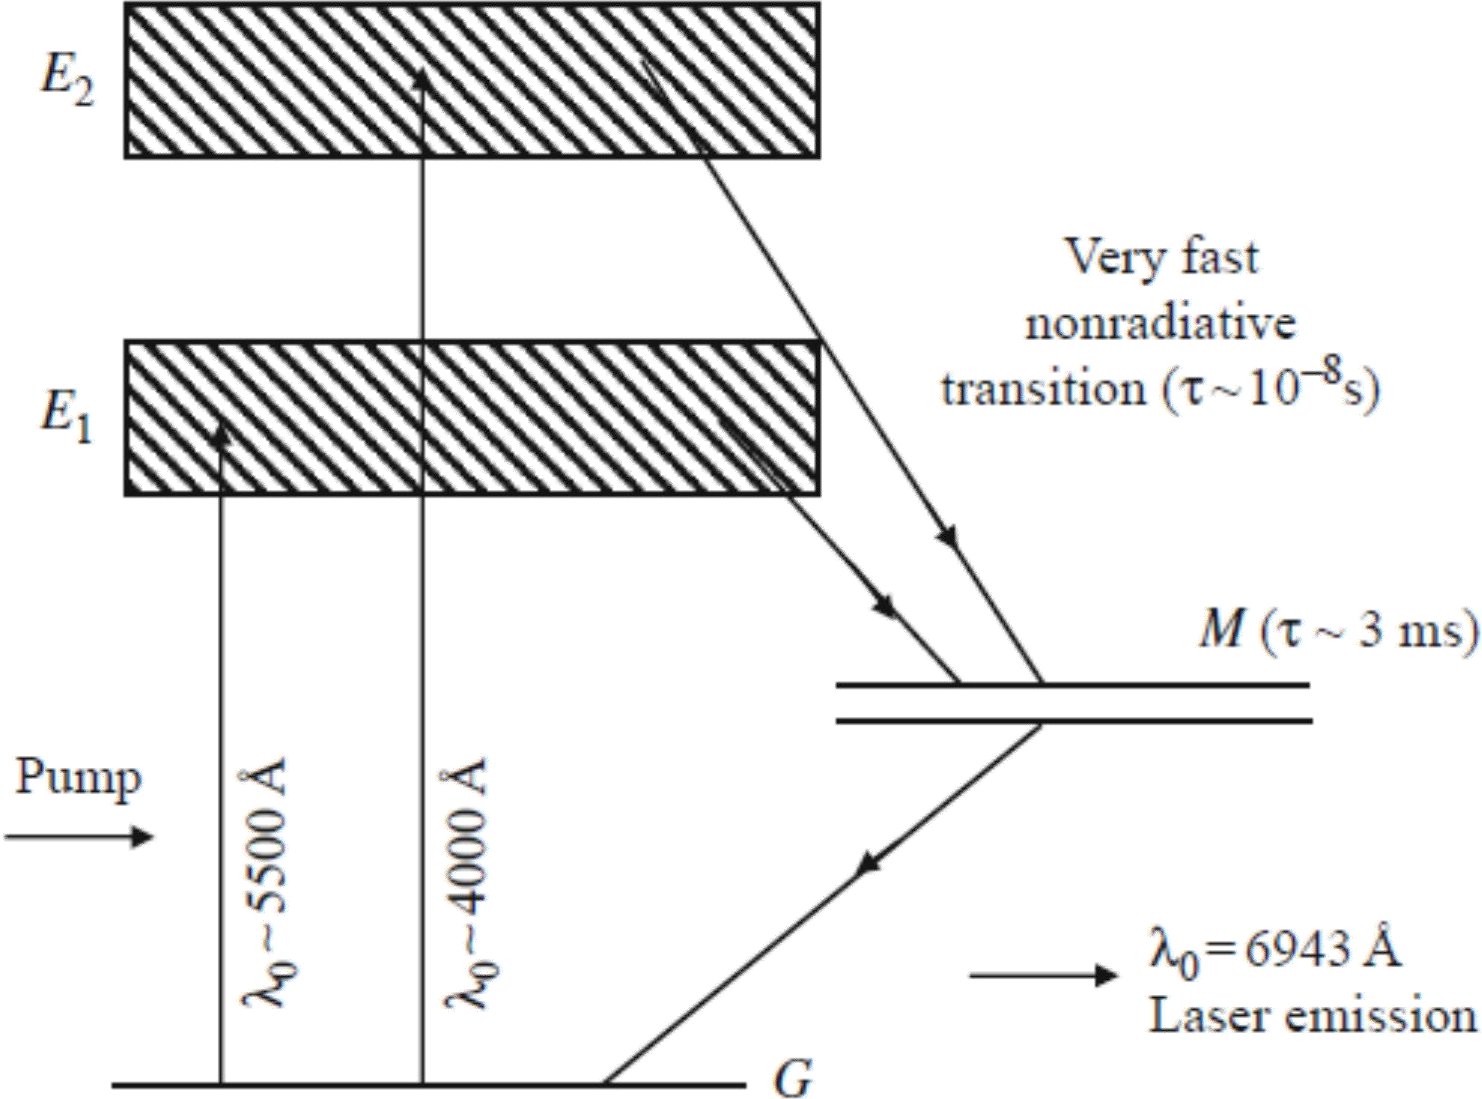 E₂
Very fast
nonradiative
transition (τ~10⁻⁸s)
E₁
M (τ ~ 3 ms)
Pump
λ₀~5500 Å
λ₀~4000 Å
λ₀=6943 Å
Laser emission
G